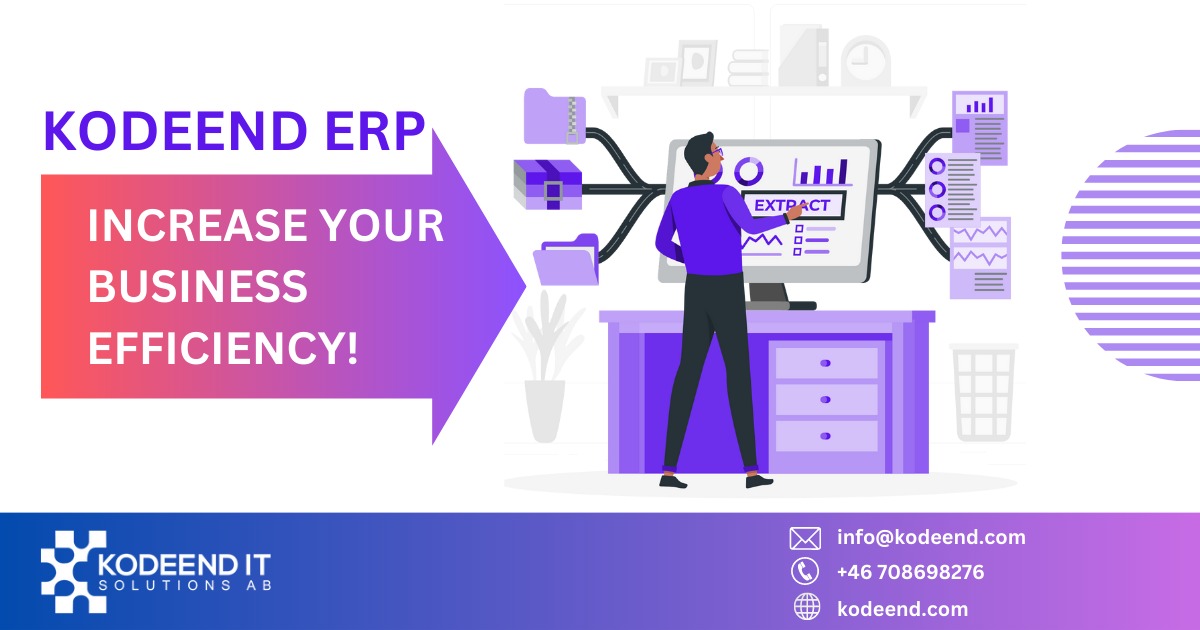 KODEEND ERP
INCREASE YOUR
BUSINESS
EFFICIENCY!
EXTRACT
KODEEND IT
SOLUTIONS AB
info@kodeend.com
+46 708698276
kodeend.com